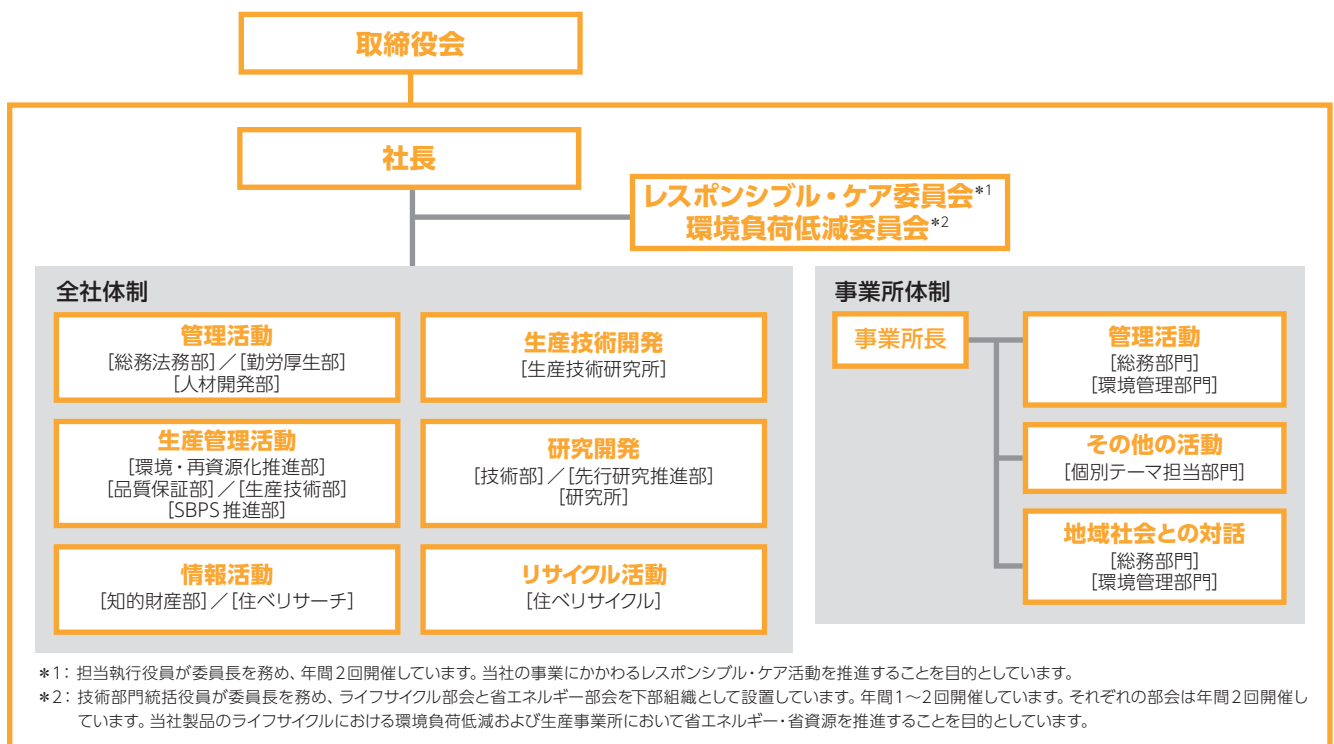 取締役会
社長
レスポンシブル・ケア委員会*1
環境負荷低減委員会*2
全社体制
管理活動
[総務法務部]／[勤労厚生部]
[人材開発部]
生産技術開発
[生産技術研究所]
生産管理活動
[環境・再資源化推進部]
[品質保証部]／[生産技術部]
[SBPS推進部]
研究開発
[技術部]／[先行研究推進部]
[研究所]
情報活動
[知的財産部]／[住ベリサーチ]
リサイクル活動
[住ベリサイクル]
事業所体制
事業所長
管理活動
[総務部門]
[環境管理部門]
その他の活動
[個別テーマ担当部門]
地域社会との対話
[総務部門]
[環境管理部門]
*1： 担当執行役員が委員長を務め、年間2回開催しています。当社の事業にかかわるレスポンシブル・ケア活動を推進することを目的としています。
*2： 技術部門統括役員が委員長を務め、ライフサイクル部会と省エネルギー部会を下部組織として設置しています。年間1～2回開催しています。それぞれの部会は年間2回開催し
ています。当社製品のライフサイクルにおける環境負荷低減および生産事業所において省エネルギー・省資源を推進することを目的としています。